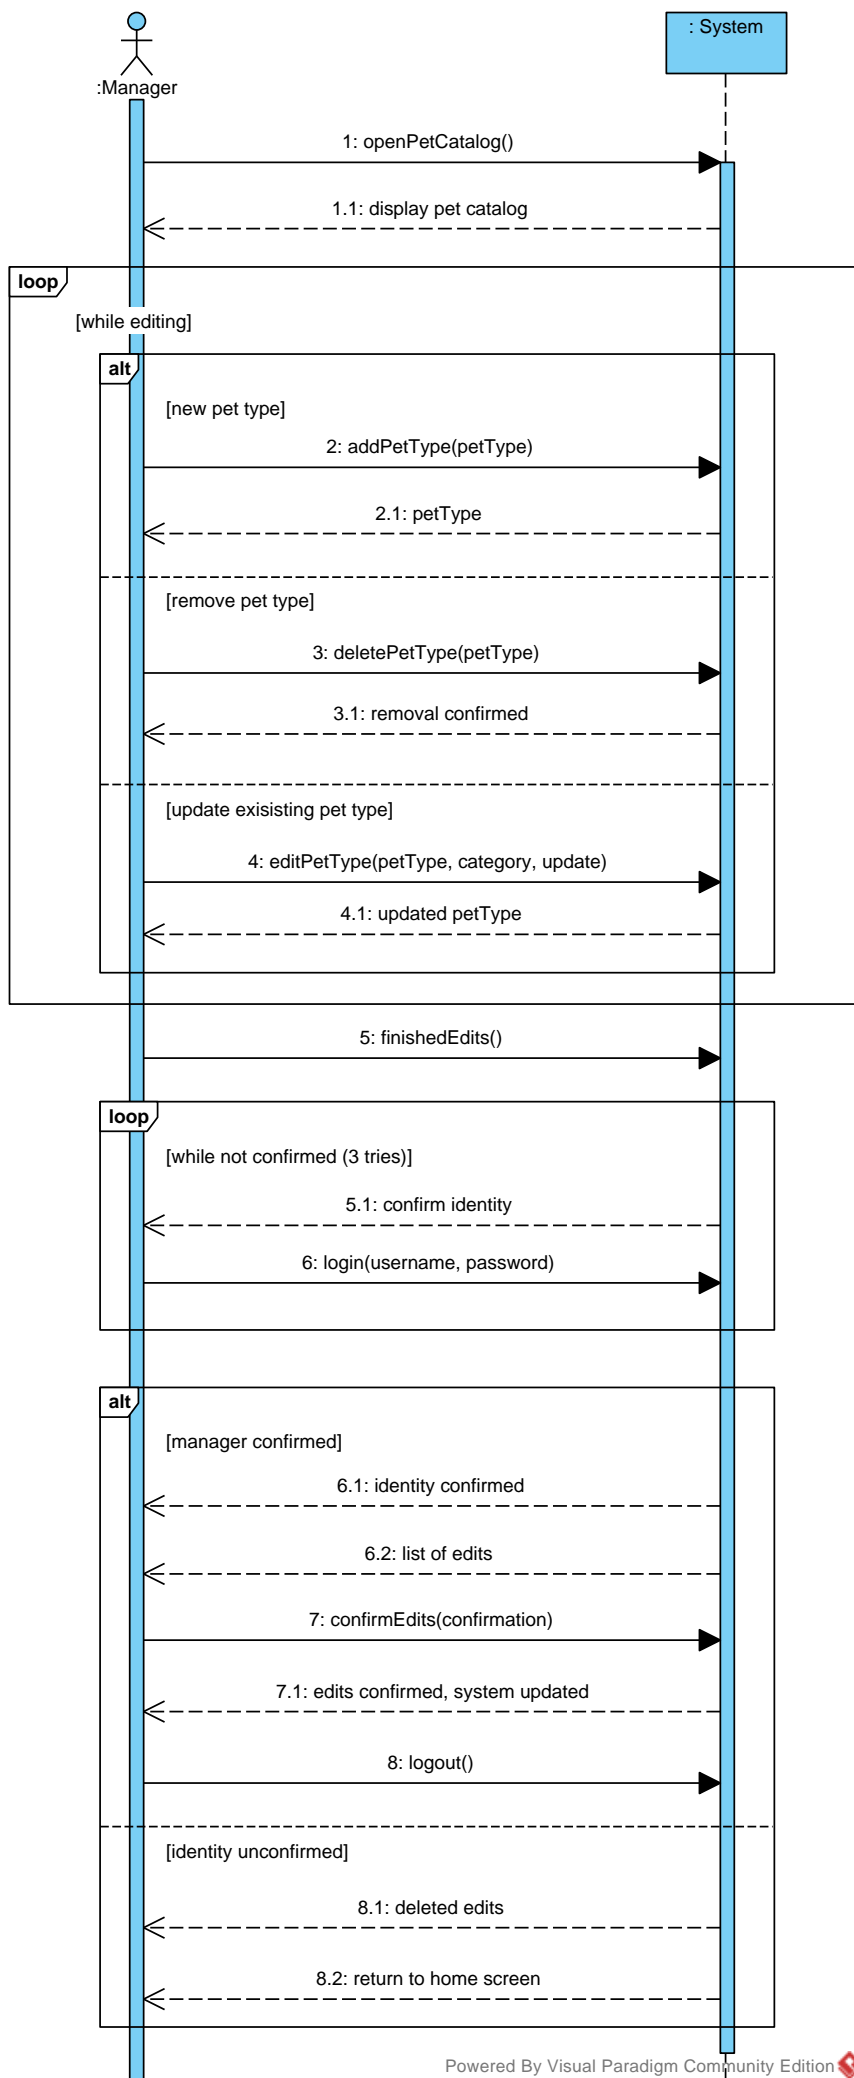 :Manager
: System
1: openPetCatalog()
1.1: display pet catalog
loop
[while editing]
alt
[new pet type]
2: addPetType(petType)
2.1: petType
[remove pet type]
3: deletePetType(petType)
3.1: removal confirmed
[update exisisting pet type]
4: editPetType(petType, category, update)
4.1: updated petType
5: finishedEdits()
loop
[while not confirmed (3 tries)]
5.1: confirm identity
6: login(username, password)
alt
[manager confirmed]
6.1: identity confirmed
6.2: list of edits
7: confirmEdits(confirmation)
7.1: edits confirmed, system updated
8: logout()
[identity unconfirmed]
8.1: deleted edits
8.2: return to home screen
Powered By Visual Paradigm Community Edition